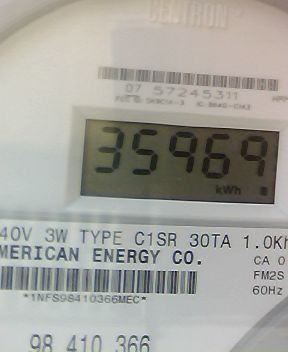 CENTRON
07 57245311
35969
kWh
40V 3W TYPE C1SR 30TA 1.0Kh
MERICAN ENERGY CO.
CA 0
FM2S
60Hz
*1NFS98410366MEC*
98 410 366